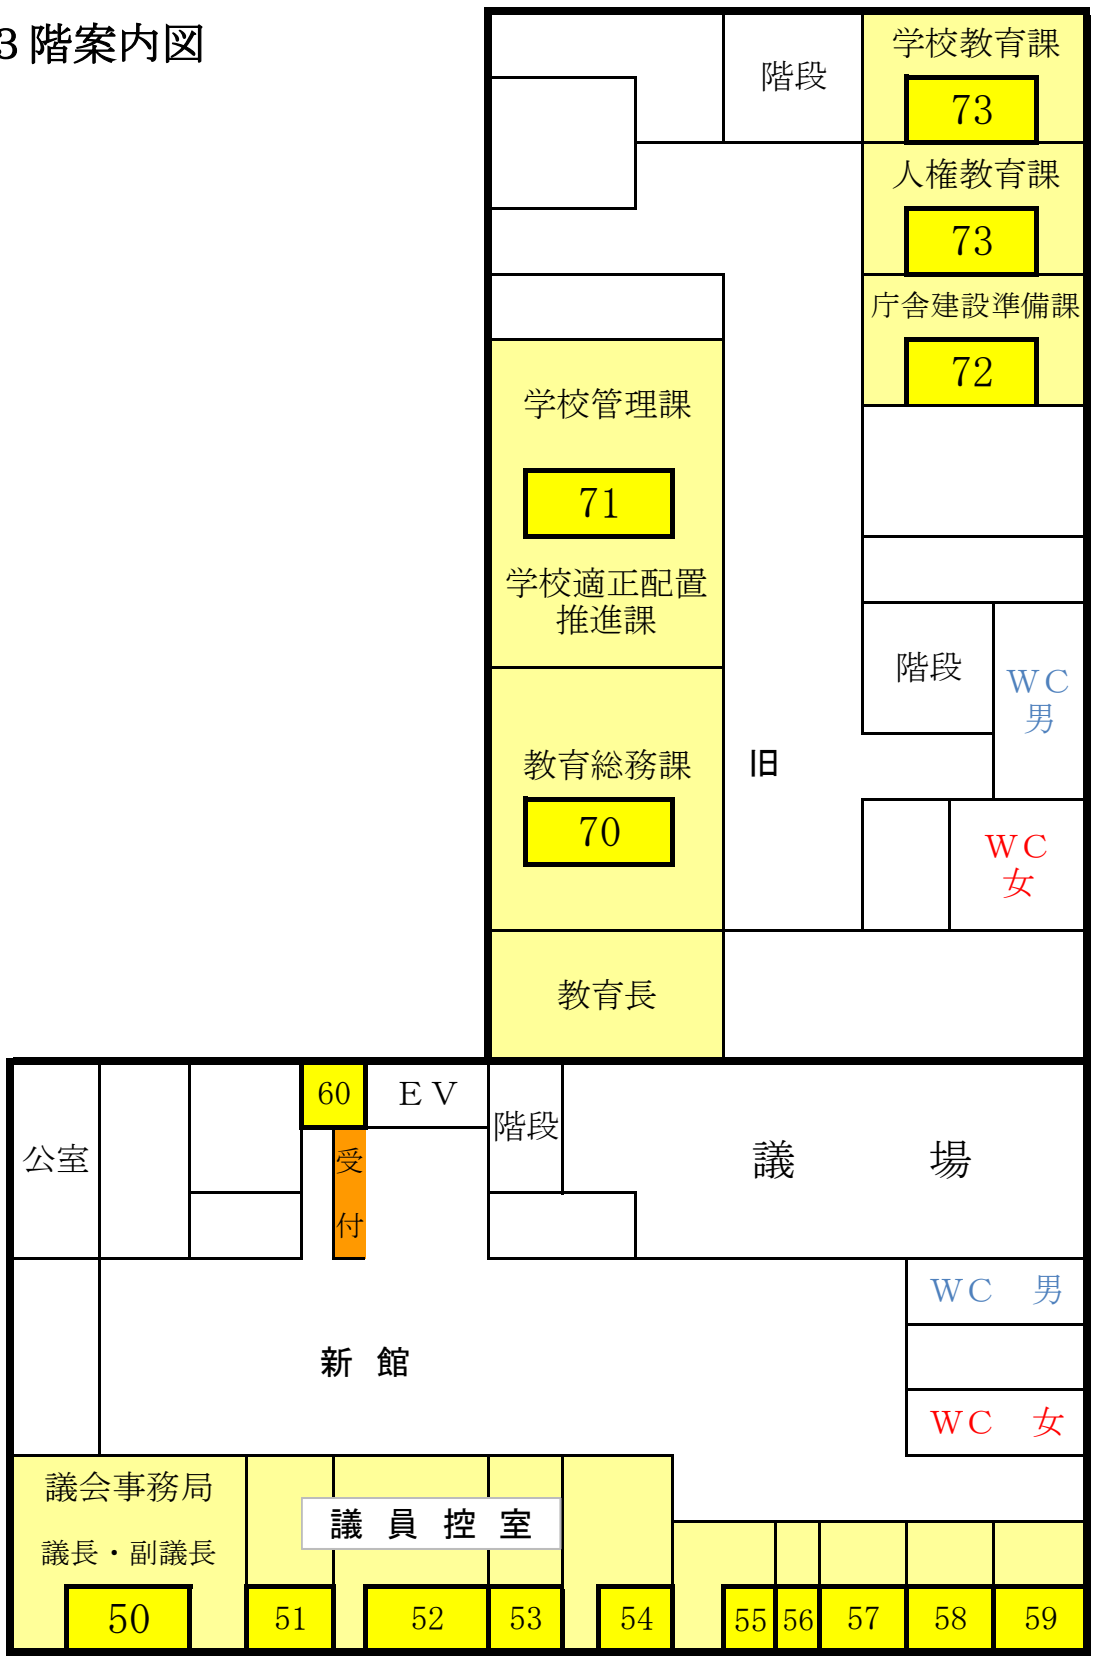 3階案内図
階段
学校教育課
73
人権教育課
73
庁舎建設準備課
72
学校管理課
71
学校適正配置
推進課
階段
WC
男
教育総務課
70
旧
WC
女
教育長
60
EV
階段
公室
受
付
議　場
WC　男
新 館
WC　女
議会事務局
議長・副議長
議 員 控 室
50
51
52
53
54
55
56
57
58
59